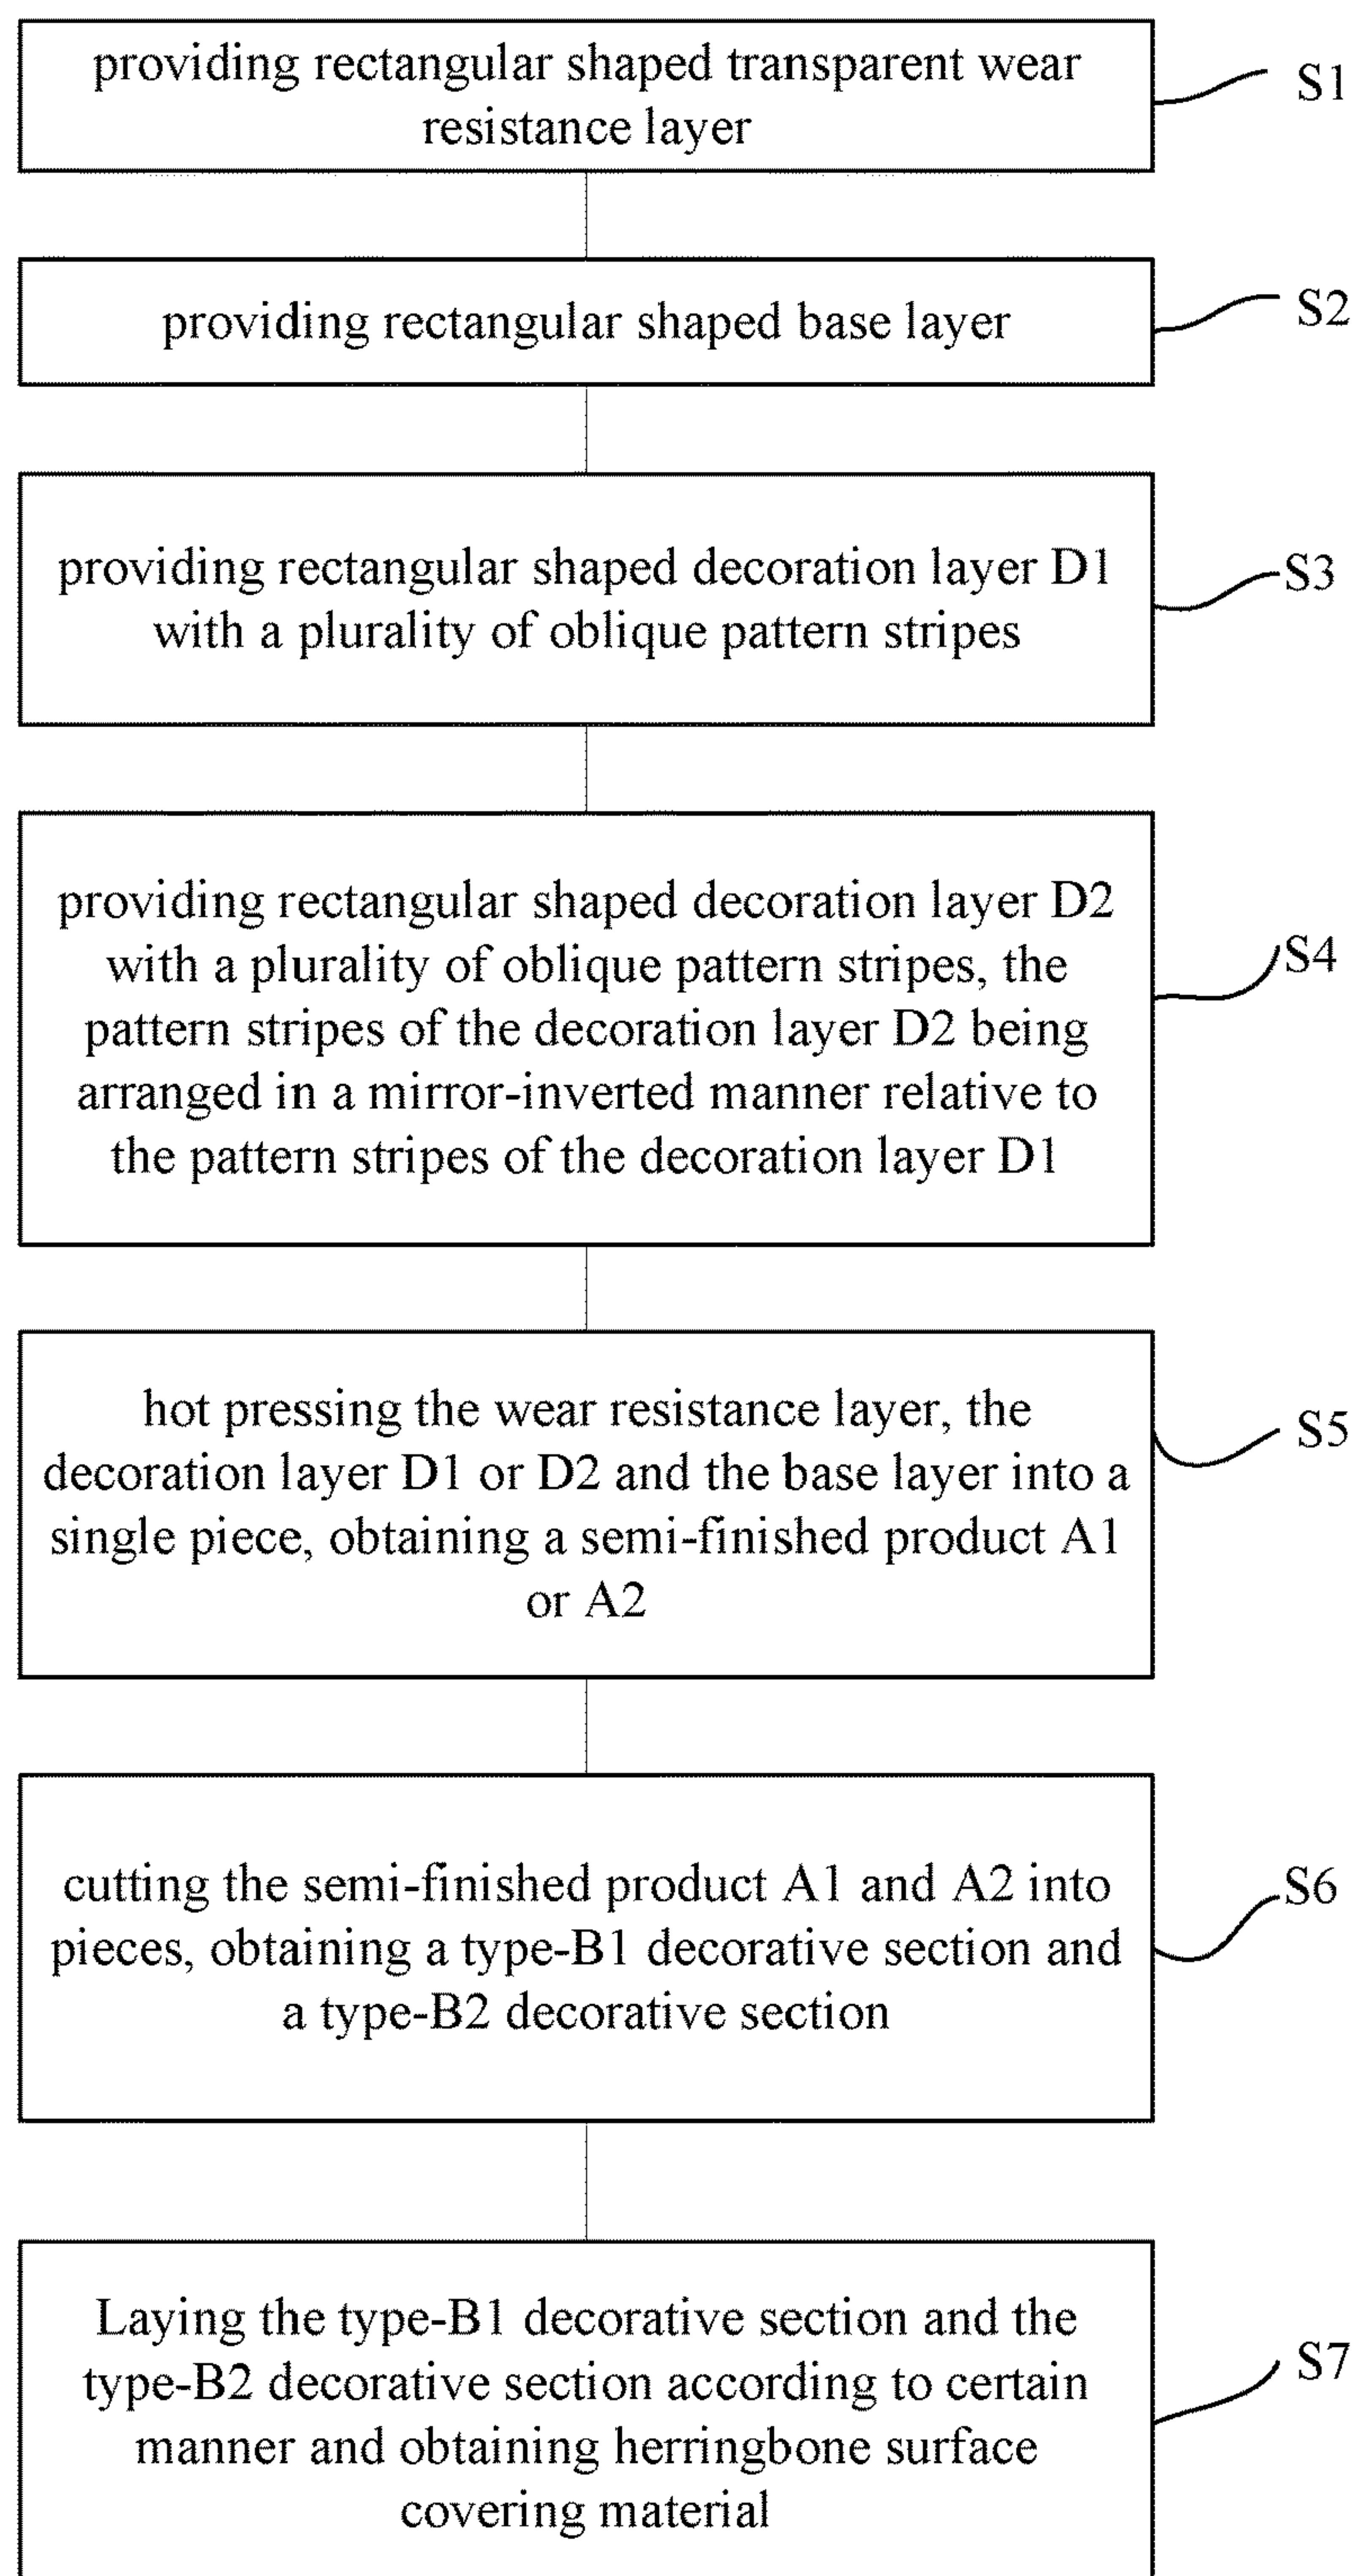 providing rectangular shaped transparent wear
resistance layer
S1
providing rectangular shaped base layer
S2
providing rectangular shaped decoration layer D1
with a plurality of oblique pattern stripes
S3
providing rectangular shaped decoration layer D2
with a plurality of oblique pattern stripes, the
pattern stripes of the decoration layer D2 being
arranged in a mirror-inverted manner relative to
the pattern stripes of the decoration layer D1
S4
hot pressing the wear resistance layer, the
decoration layer D1 or D2 and the base layer into a
single piece, obtaining a semi-finished product A1
or A2
S5
cutting the semi-finished product A1 and A2 into
pieces, obtaining a type-B1 decorative section and
a type-B2 decorative section
S6
Laying the type-B1 decorative section and the
type-B2 decorative section according to certain
manner and obtaining herringbone surface
covering material
S7